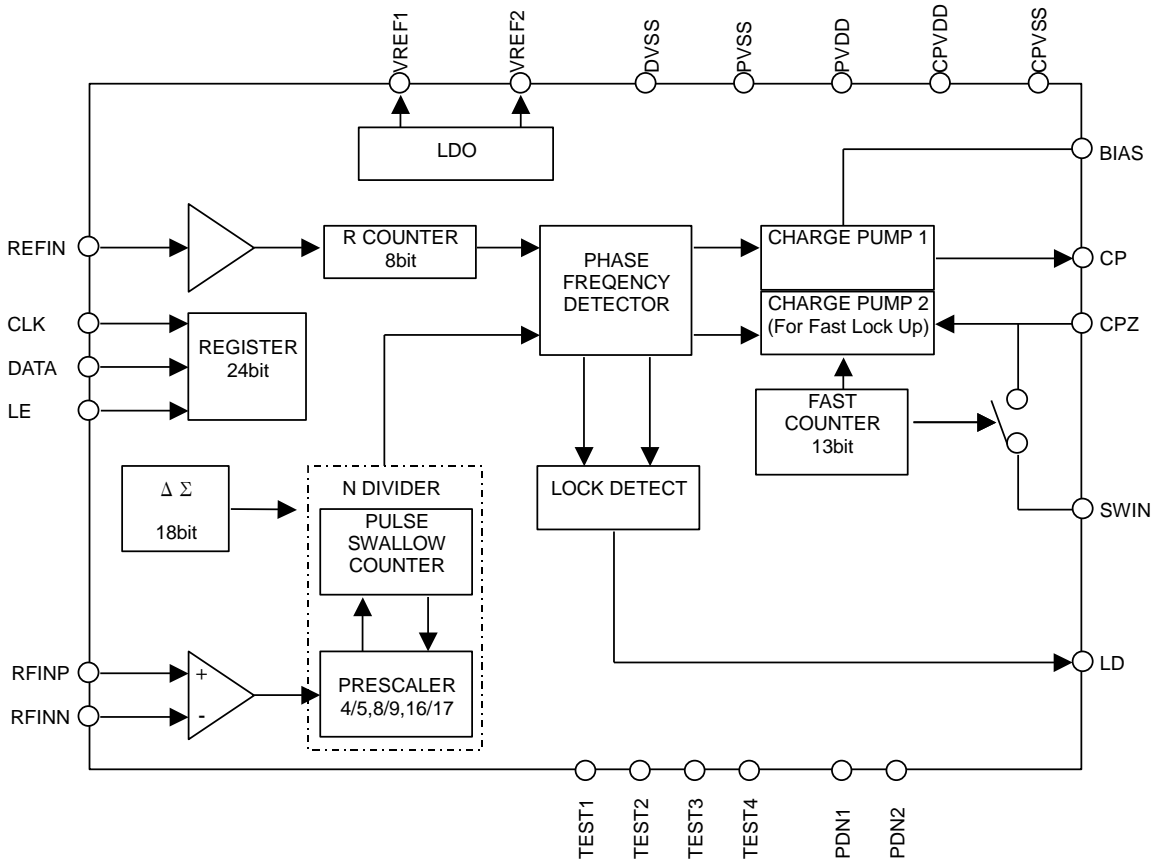 VREF1
VREF2
DVSS
PVSS
PVDD
CPVDD
CPVSS
LDO
BIAS
REFIN
R COUNTER
8bit
PHASE
FREQENCY
DETECTOR
CHARGE PUMP 1
CP
CHARGE PUMP 2
(For Fast Lock Up)
CPZ
CLK
DATA
LE
REGISTER
24bit
FAST
COUNTER
13bit
Δ Σ
18bit
N DIVIDER
PULSE
SWALLOW
COUNTER
LOCK DETECT
SWIN
RFINP
RFINN
+
-
PRESCALER
4/5,8/9,16/17
LD
TEST1
TEST2
TEST3
TEST4
PDN1
PDN2